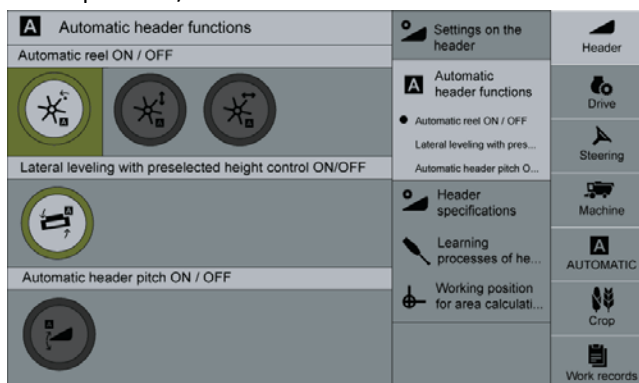 A Automatic header functions
Automatic reel ON / OFF
A
A
A
Lateral leveling with preselected height control ON/OFF
A
Automatic header pitch ON / OFF
A
Settings on the
header
A Automatic
header functions
Automatic reel ON / OFF
Lateral leveling with pres...
Automatic header pitch O...
Header
specifications
Learning
processes of he...
Working position
for area calculati...
Header
Drive
Steering
Machine
A
AUTOMATIC
Crop
Work records